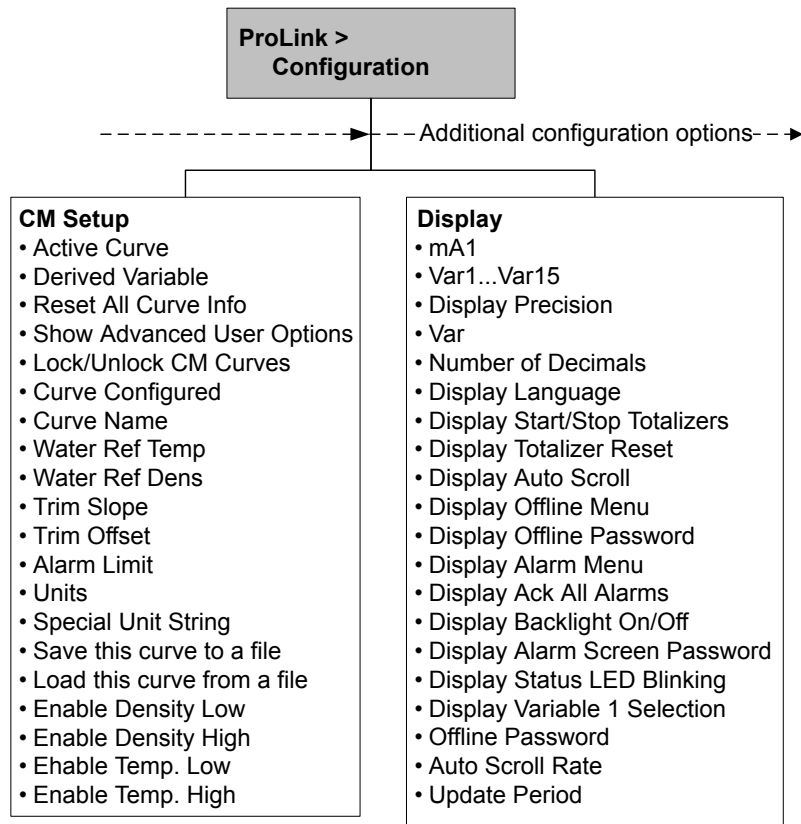 ProLink >
Configuration
Additional configuration options
CM Setup
• Active Curve
• Derived Variable
• Reset All Curve Info
• Show Advanced User Options
• Lock/Unlock CM Curves
• Curve Configured
• Curve Name
• Water Ref Temp
• Water Ref Dens
• Trim Slope
• Trim Offset
• Alarm Limit
• Units
• Special Unit String
• Save this curve to a file
• Load this curve from a file
• Enable Density Low
• Enable Density High
• Ehable Temp. Low
• Enable Temp. High
Display
• mA1
• Var1...Var15
• Display Precision
• Var
• Number of Decimals
• Display Language
• Display Start/Stop Totalizers
• Display Totalizer Reset
• Display Auto Scroll
• Display Offline Menu
• Display Offline Password
• Display Alarm Menu
• Display Ack All Alarms
• Display Backlight On/Off
• Display Alarm Screen Password
• Display Status LED Blinking
• Display Variable 1 Selection
• Offline Password
• Auto Scroll Rate
• Update Period